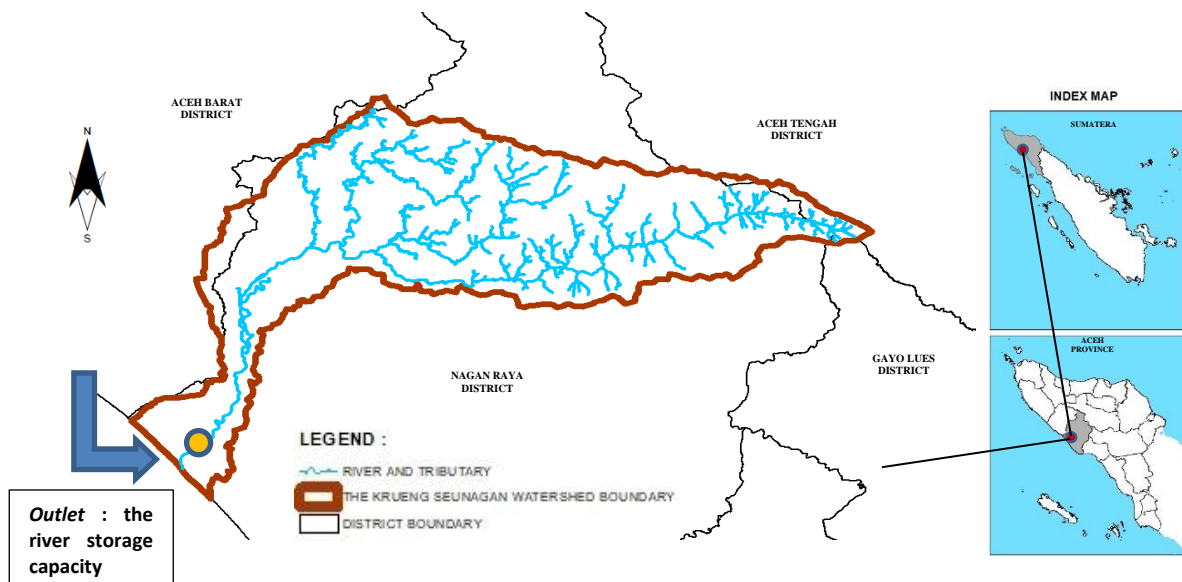 ACEH BARAT
DISTRICT
ACEH TENGAH
DISTRICT
N
S
NAGAN RAYA
DISTRICT
GAYO LUES
DISTRICT
INDEX MAP
SUMATERA
ACEH
PROVINCE
LEGEND :
RIVER AND TRIBUTARY
THE KRUENG SEUNAGAN WATERSHED BOUNDARY
DISTRICT BOUNDARY
Outlet : the
river storage
capacity